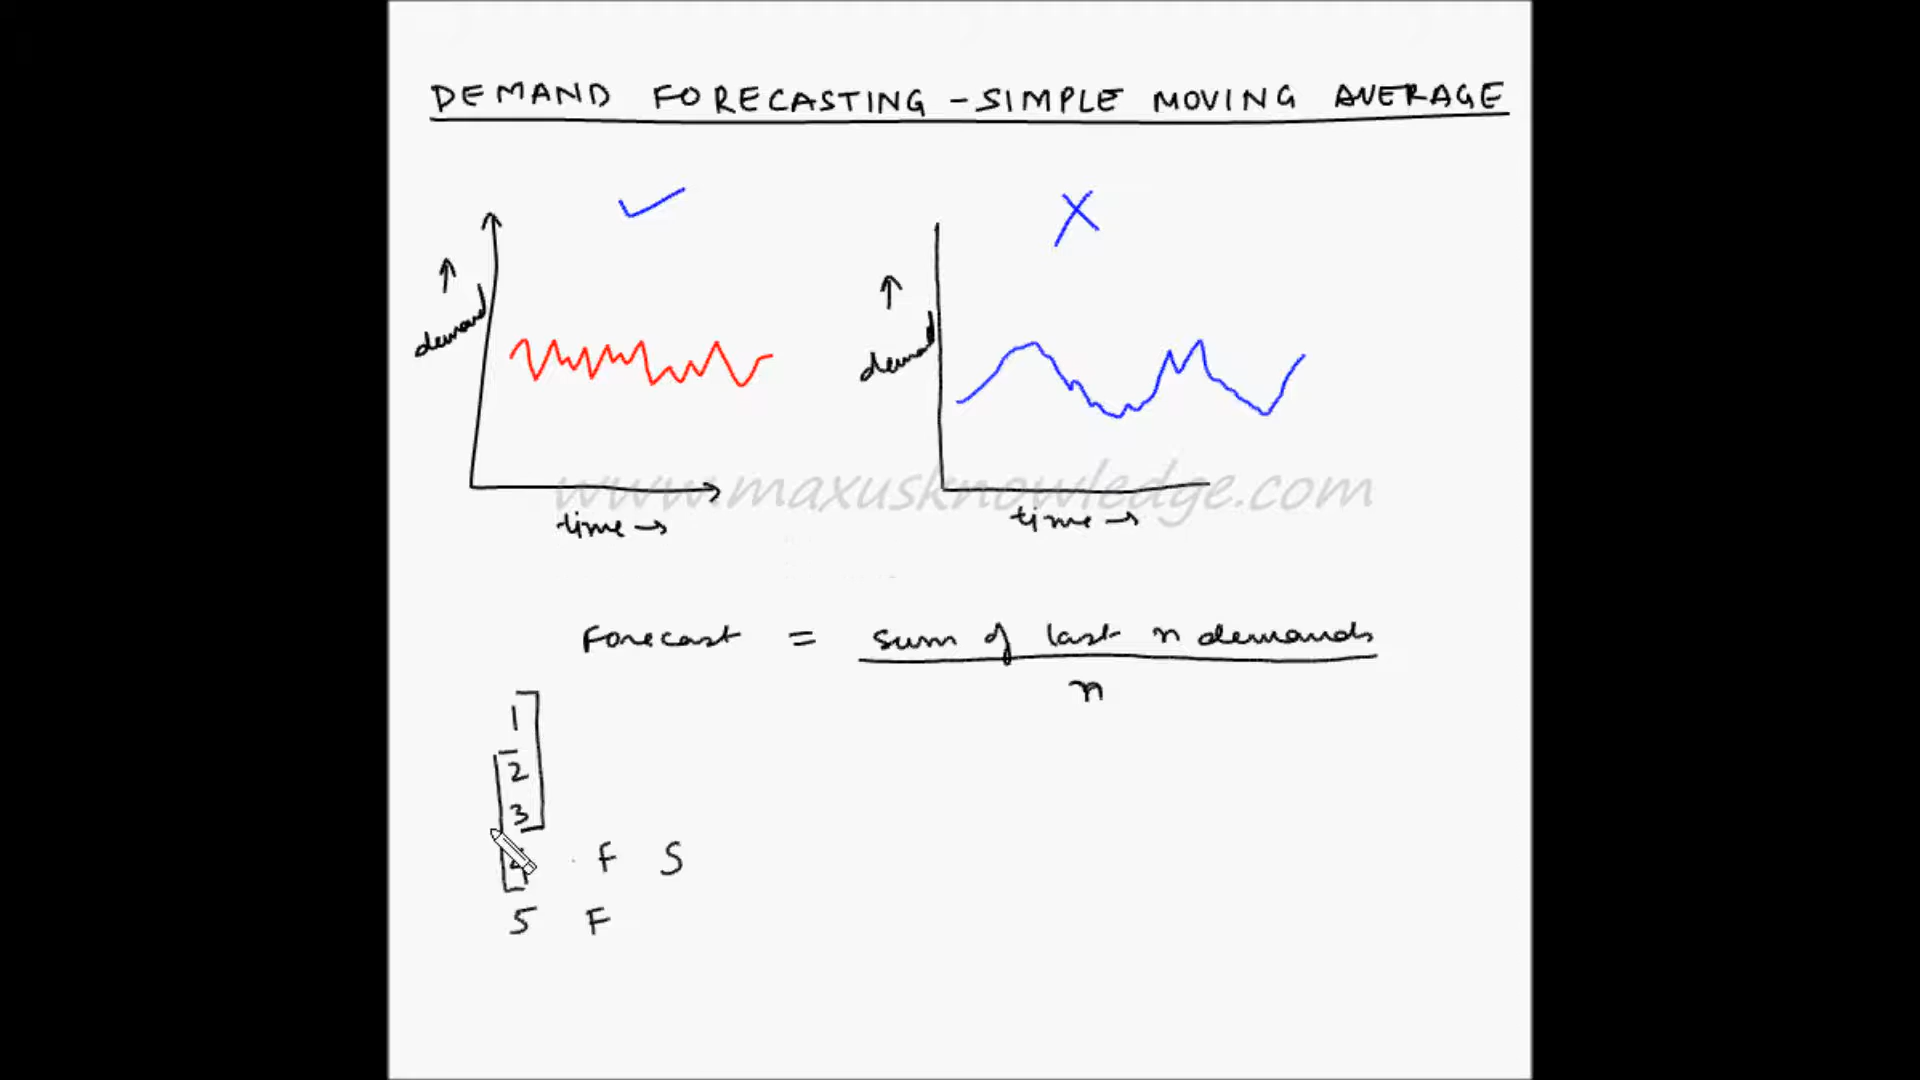 DEMAND FORECASTING - SIMPLE MOVING AVERAGE
↑
demand
time →
↑
demand
time →
www.maxusknowledge.com
Forecast = sum of last n demands
n
1
2
3
4 F S
5 F